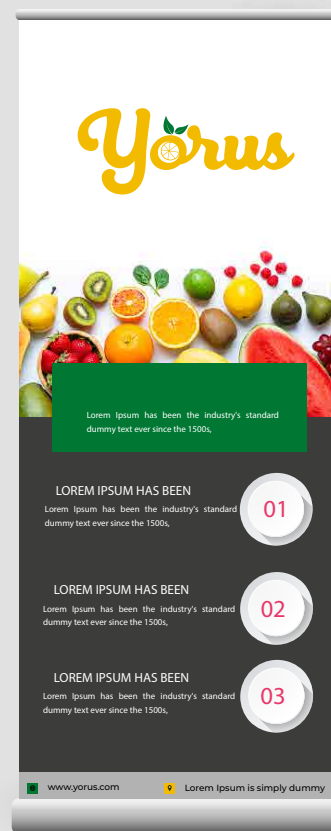 Yorus
Lorem Ipsum has been the industry's standard
dummy text ever since the 1500s,
LOREM IPSUM HAS BEEN
Lorem Ipsum has been the industry's standard
dummy text ever since the 1500s,
01
LOREM IPSUM HAS BEEN
Lorem Ipsum has been the industry's standard
dummy text ever since the 1500s,
02
LOREM IPSUM HAS BEEN
Lorem Ipsum has been the industry's standard
dummy text ever since the 1500s,
03
www.yorus.com
Lorem Ipsum is simply dummy